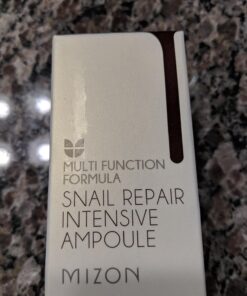 MULTI FUNCTION
FORMULA
SNAIL REPAIR
INTENSIVE
AMPOULE
MIZON